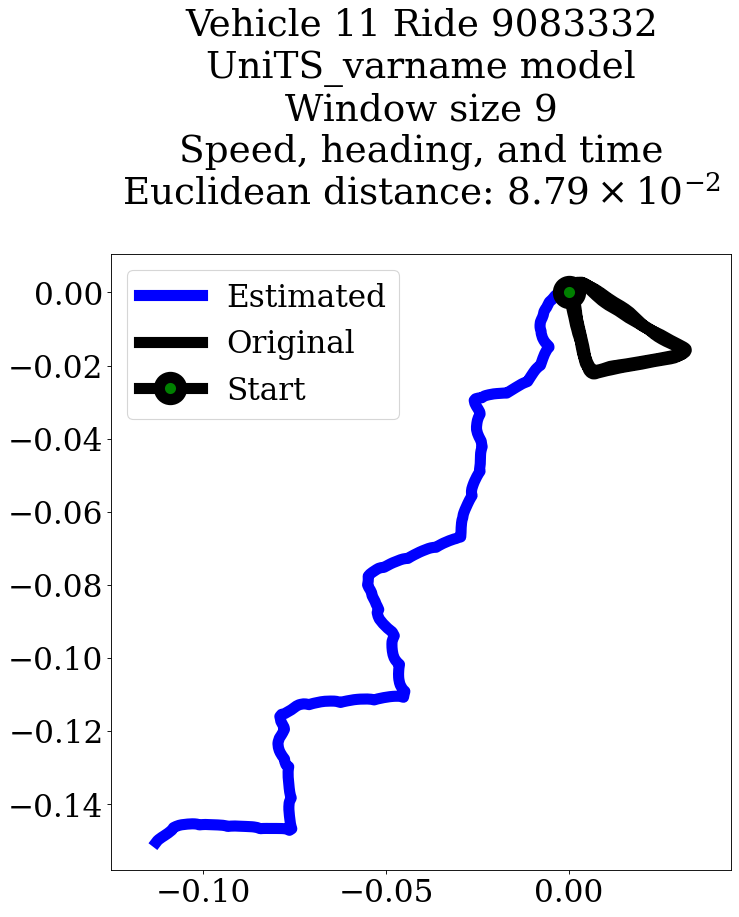 Vehicle 11 Ride 9083332
UniTS_varname model
Window size 9
Speed, heading, and time
Euclidean distance: 8.79 × 10⁻²
Estimated
Original
Start
0.00
−0.02
−0.04
−0.06
−0.08
−0.10
−0.12
−0.14
−0.10
−0.05
0.00